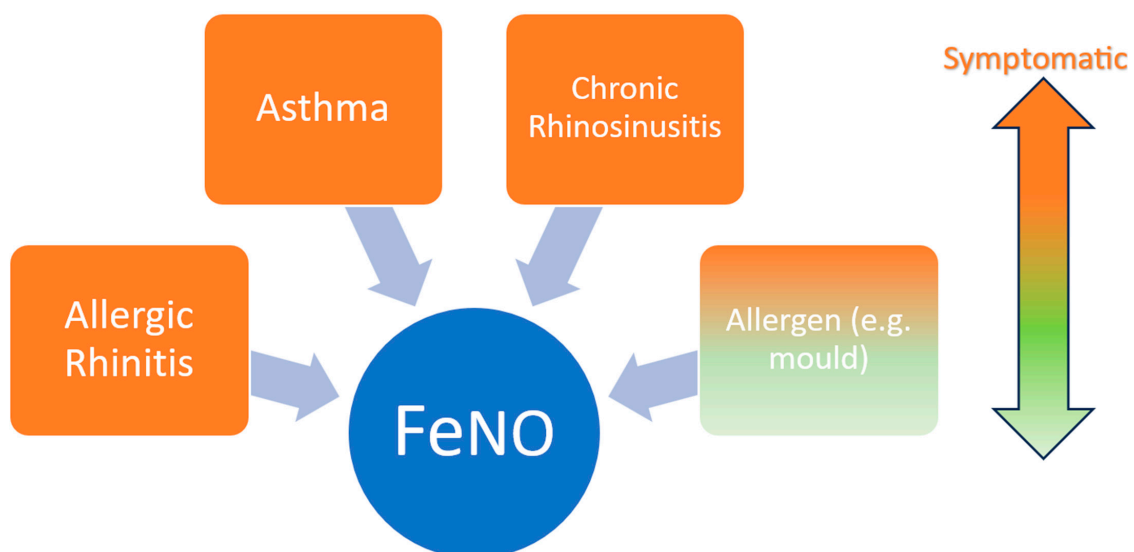 Symptomatic
Asthma
Chronic
Rhinosinusitis
Allergic
Rhinitis
Allergen (e.g.
mould)
FeNO